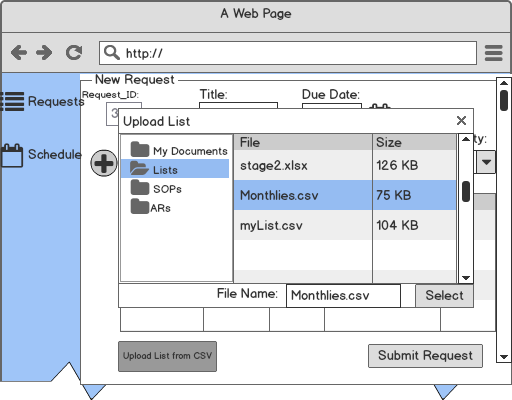 A Web Page
http://
New Request
Requests
Request_ID:
Title:
Due Date:
3
Upload List
ty:
Schedule
My Documents
Lists
SOPs
ARs
File Size
stage2.xlsx 126 KB
Monthlies.csv 75 KB
myList.csv 104 KB
File Name: Monthlies.csv Select
Upload List from CSV
Submit Request